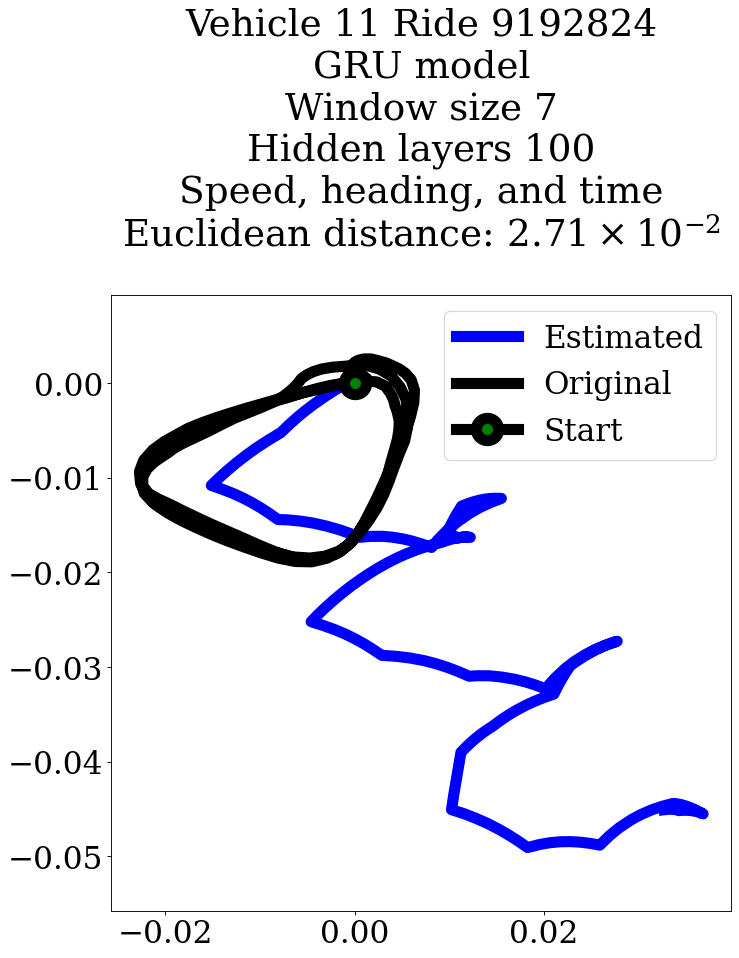 Vehicle 11 Ride 9192824
GRU model
Window size 7
Hidden layers 100
Speed, heading, and time
Euclidean distance: 2.71 × 10⁻²
Estimated
Original
Start
0.00
−0.01
−0.02
−0.03
−0.04
−0.05
−0.02
0.00
0.02